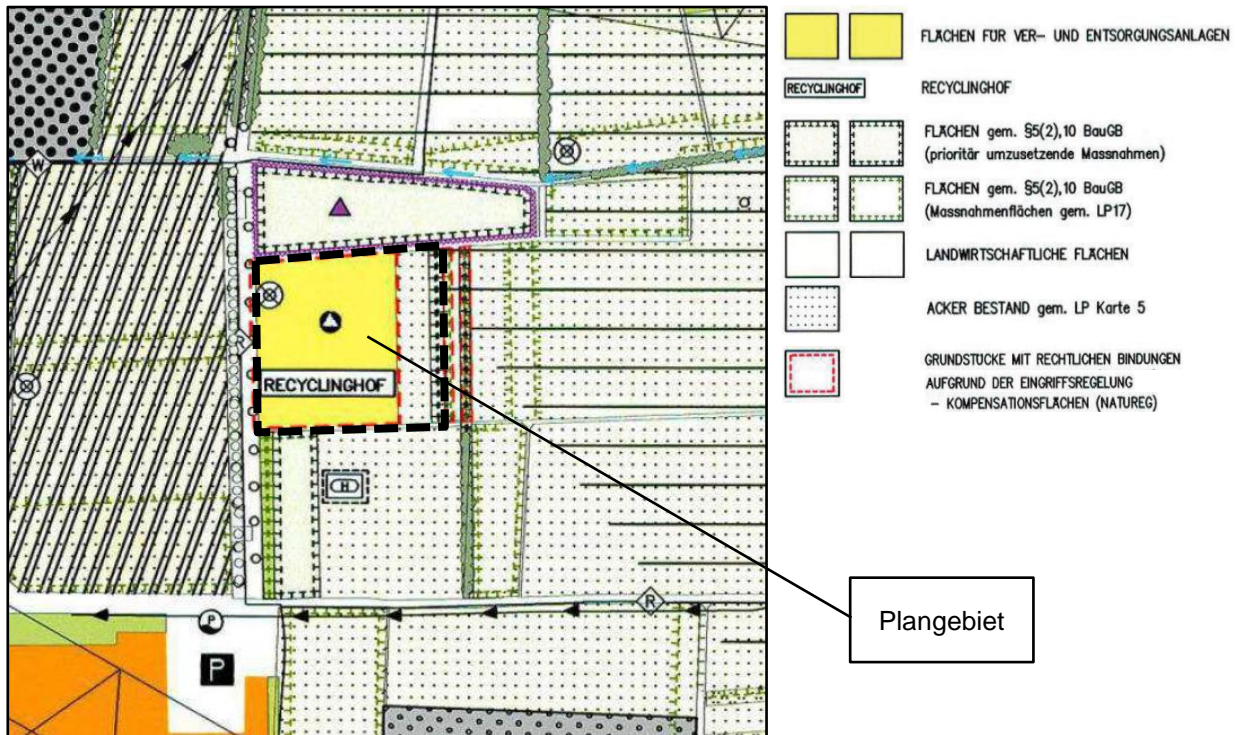 W
RECYCLINGHOF
H
R
P
P
FLÄCHEN FÜR VER- UND ENTSORGUNGSANLAGEN
RECYCLINGHOF
RECYCLINGHOF
FLÄCHEN gem. §5(2),10 BauGB
(prioritär umzusetzende Massnahmen)
FLÄCHEN gem. §5(2),10 BauGB
(Massnahmenflächen gem. LP17)
LANDWIRTSCHAFTLICHE FLÄCHEN
ACKER BESTAND gem. LP Karte 5
GRUNDSTÜCKE MIT RECHTLICHEN BINDUNGEN
AUFGRUND DER EINGRIFFSREGELUNG
- KOMPENSATIONSFLÄCHEN (NATUREG)
Plangebiet